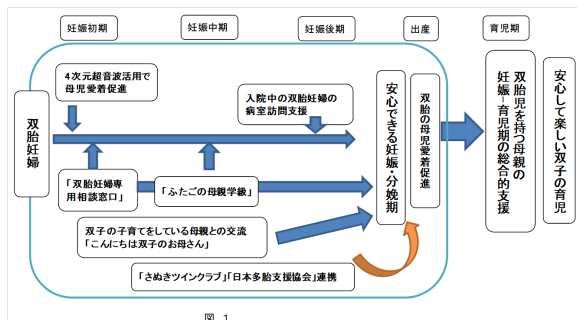 妊娠初期
妊娠中期
妊娠後期
出産
育児期
4次元超音波活用で
母児愛着促進
入院中の双胎妊婦の
病室訪問支援
双胎妊婦
「双胎妊婦専
用相談窓口」
「ふたごの母親学級」
双子の子育てをしている母親との交流
「こんにちは双子のお母さん」
「さぬきツインクラブ」「日本多胎支援協会」連携
安心できる妊娠・分娩期
双胎の母児愛着促進
双胎児を持つ母親の
妊娠-育児期の総合的支援
安心して楽しい双子の育児
図 1